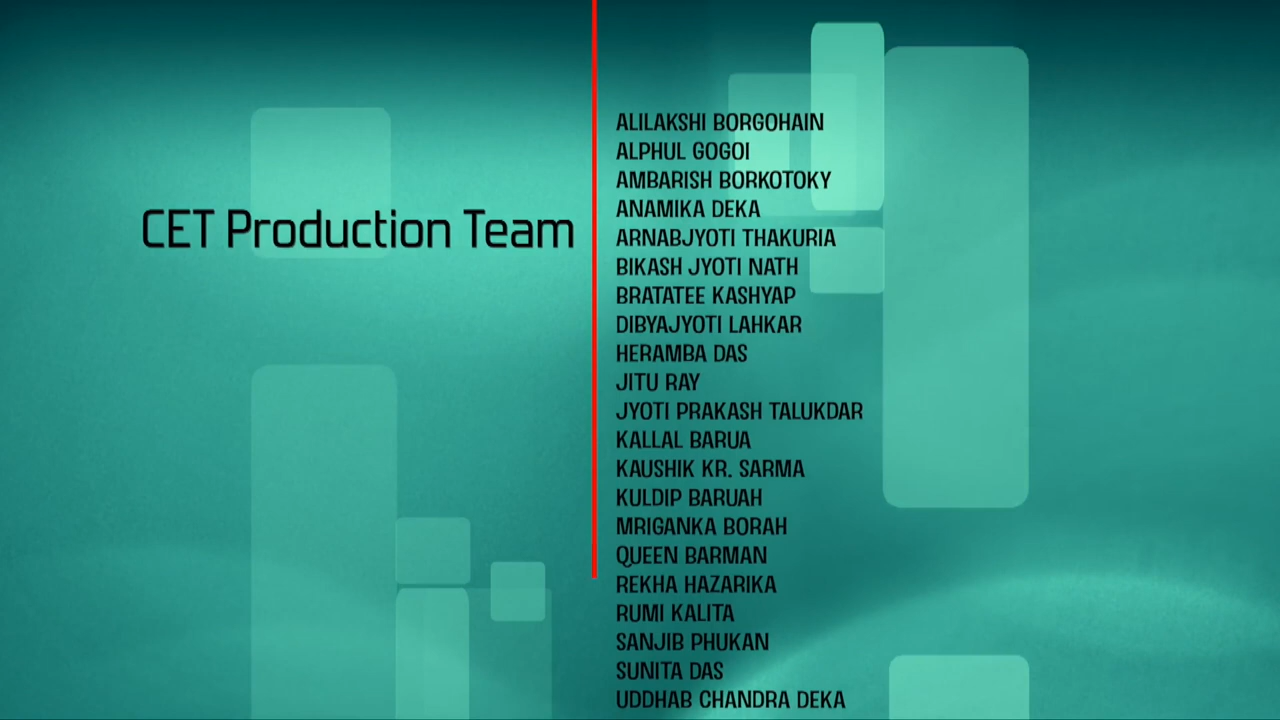 CET Production Team
ALILAKSHI BORGOHAIN
ALPHUL GOGOI
AMBARISH BORKOTOKY
ANAMIKA DEKA
ARNABJYOTI THAKURIA
BIKASH JYOTI NATH
BRATATEE KASHYAP
DIBYAJYOTI LAHKAR
HERAMBA DAS
JITU RAY
JYOTI PRAKASH TALUKDAR
KALLAL BARUA
KAUSHIK KR. SARMA
KULDIP BARUAH
MRIGANKA BORAH
QUEEN BARMAN
REKHA HAZARIKA
RUMI KALITA
SANJIB PHUKAN
SUNITA DAS
UDDHAB CHANDRA DEKA